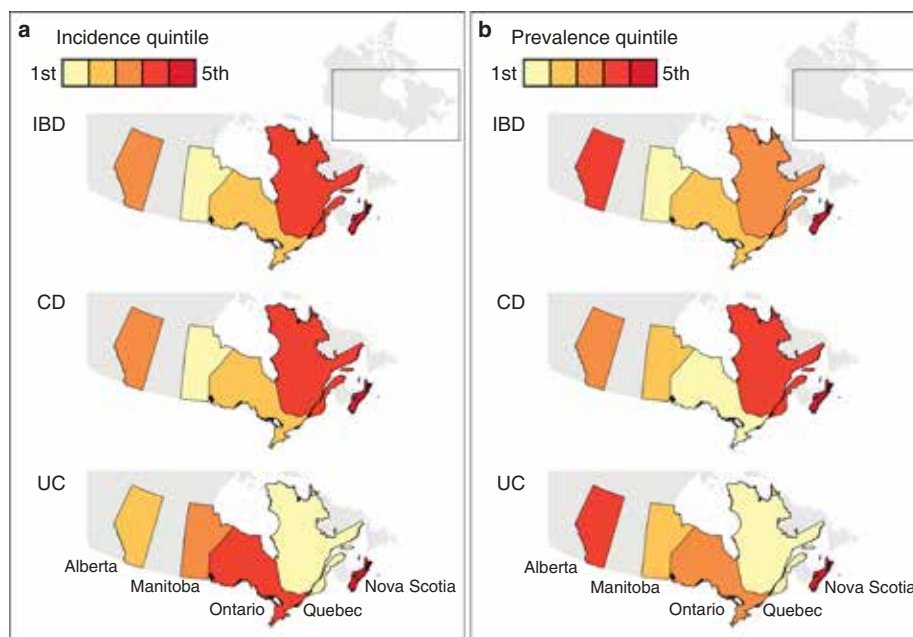 a Incidence quintile
1st 5th
IBD
CD
UC
Alberta
Manitoba
Ontario
Quebec
Nova Scotia
b Prevalence quintile
1st 5th
IBD
CD
UC
Alberta
Manitoba
Ontario
Quebec
Nova Scotia